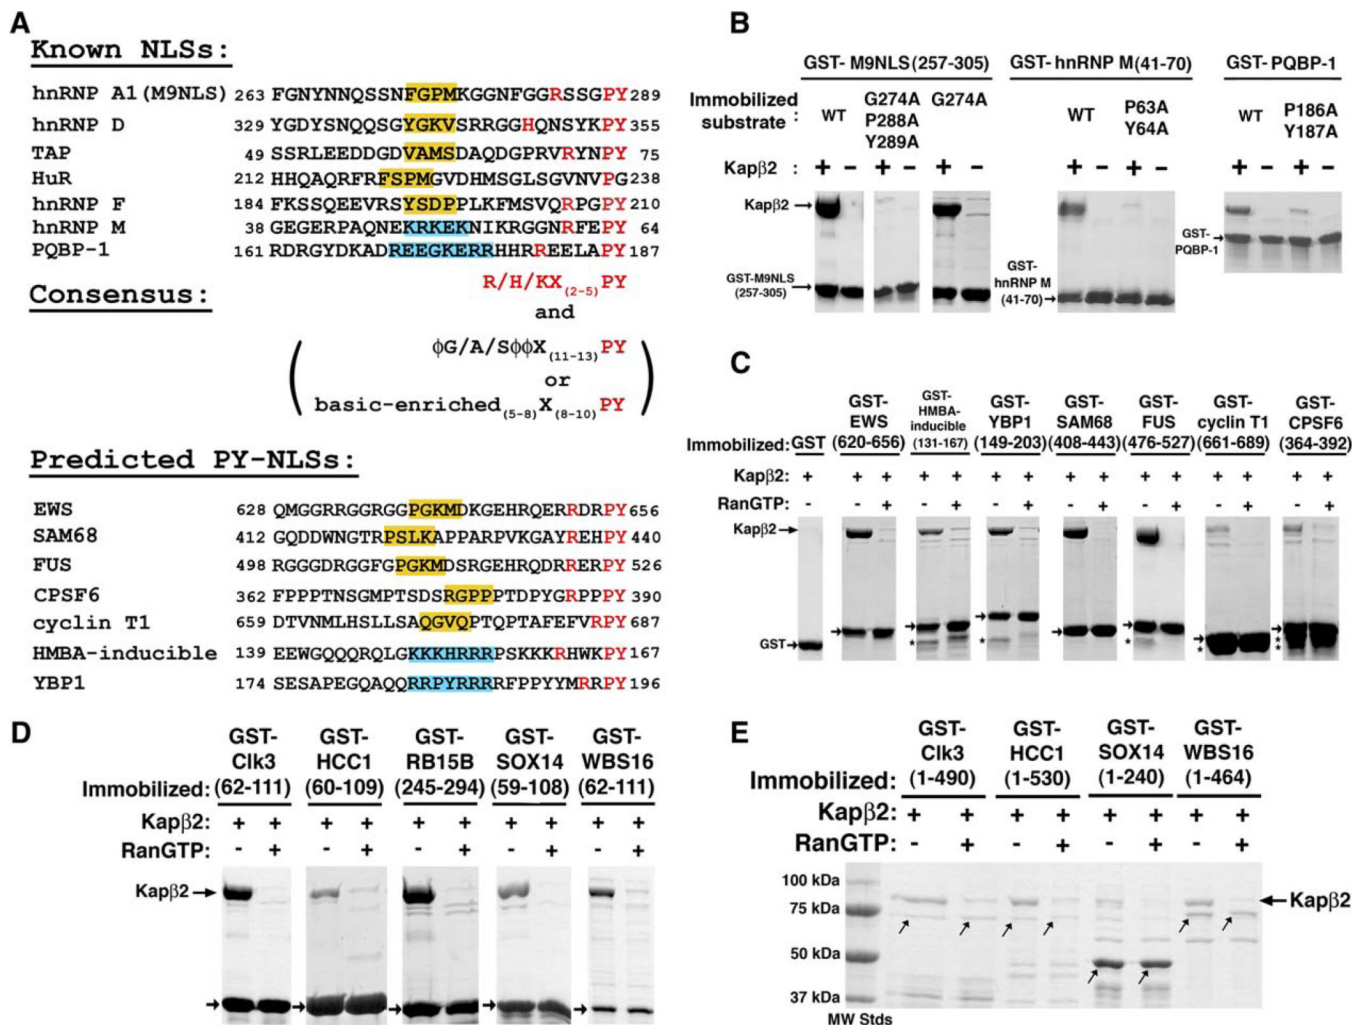 A
Known NLSs:
hnRNP A1(M9NLS) 263 FGNYNNQSSNFGPMKGGNFGGRSSGPY 289
hnRNP D 329 YGDYSNQQSGYGKVSRRGGHQNSYKPY 355
TAP 49 SSRLEEDDGDVAMSDAQDGPRVRYNPY 75
HuR 212 HHQAQRFRFSPMGVDHMSGLSGVNVPG 238
hnRNP F 184 FKSSQEEVRSYSDPPLKFMSVQRPGPY 210
hnRNP M 38 GEGERPAQNEKRKEKNIKRGGNRFEPY 64
PQBP-1 161 RDRGYDKADREEGKERRHHRREELAPY 187
Consensus:
R/H/KX(2-5)PY
and
ϕG/A/SϕϕX(11-13)PY
or
basic-enriched(5-8)X(8-10)PY
Predicted PY-NLSs:
EWS 628 QMGGRRGGRGGPGKMDKGEHRQERRDRPY 656
SAM68 412 GQDDWNGTRPSLKAPPARPVKGAYREHPY 440
FUS 498 RGGGDRGGFGPGKMDSRGEHRQDRRERPY 526
CPSF6 362 FPPPTNSGMPTSDSRGPPPTDPYGRPPPY 390
cyclin T1 659 DTVNMLHSLLSAQGVQPTQPTAFEFVRPY 687
HMBA-inducible 139 EEWGQQQRQLGKKKHRRRPSKKKRHWKPY 167
YBP1 174 SESAPEGQAQQRRPYRRRRFPPYYMRRPY 196
B
GST- M9NLS(257-305) GST- hnRNP M(41-70) GST- PQBP-1
Immobilized substrate : WT G274A P288A Y289A G274A WT P63A Y64A WT P186A Y187A
Kapβ2 : + − + − + − + − + − + − + −
Kapβ2
GST-M9NLS (257-305)
GST-hnRNP M (41-70)
GST-PQBP-1
C
Immobilized: GST GST-EWS (620-656) GST-HMBA-inducible (131-167) GST-YBP1 (149-203) GST-SAM68 (408-443) GST-FUS (476-527) GST-cyclin T1 (661-689) GST-CPSF6 (364-392)
Kapβ2: + + + + + + + + + + + + + + +
RanGTP: - - + - + - + - + - + - + - +
Kapβ2
GST
* * * * * * *
D
Immobilized: GST-Clk3 (62-111) GST-HCC1 (60-109) GST-RB15B (245-294) GST-SOX14 (59-108) GST-WBS16 (62-111)
Kapβ2: + + + + + + + + + +
RanGTP: - + - + - + - + - +
Kapβ2
E
Immobilized: GST-Clk3 (1-490) GST-HCC1 (1-530) GST-SOX14 (1-240) GST-WBS16 (1-464)
Kapβ2: + + + + + + + +
RanGTP: - + - + - + - +
100 kDa
75 kDa
50 kDa
37 kDa
Kapβ2
MW Stds